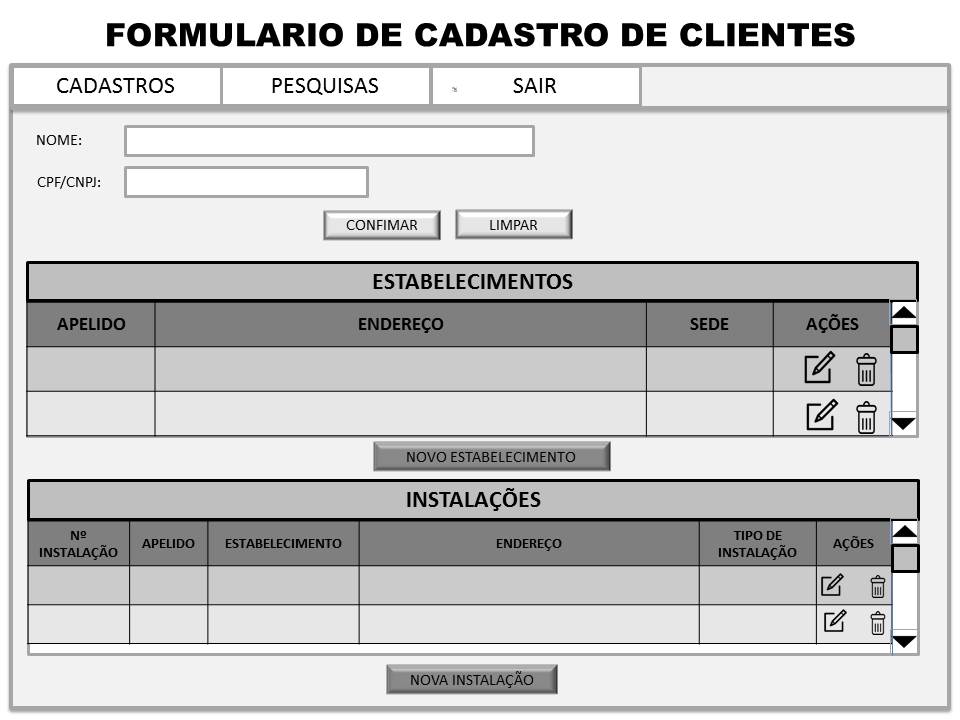 FORMULARIO DE CADASTRO DE CLIENTES
CADASTROS PESQUISAS SAIR
NOME:
CPF/CNPJ:
CONFIMAR LIMPAR
ESTABELECIMENTOS
APELIDO ENDEREÇO SEDE AÇÕES
NOVO ESTABELECIMENTO
INSTALAÇÕES
Nº INSTALAÇÃO APELIDO ESTABELECIMENTO ENDEREÇO TIPO DE INSTALAÇÃO AÇÕES
NOVA INSTALAÇÃO